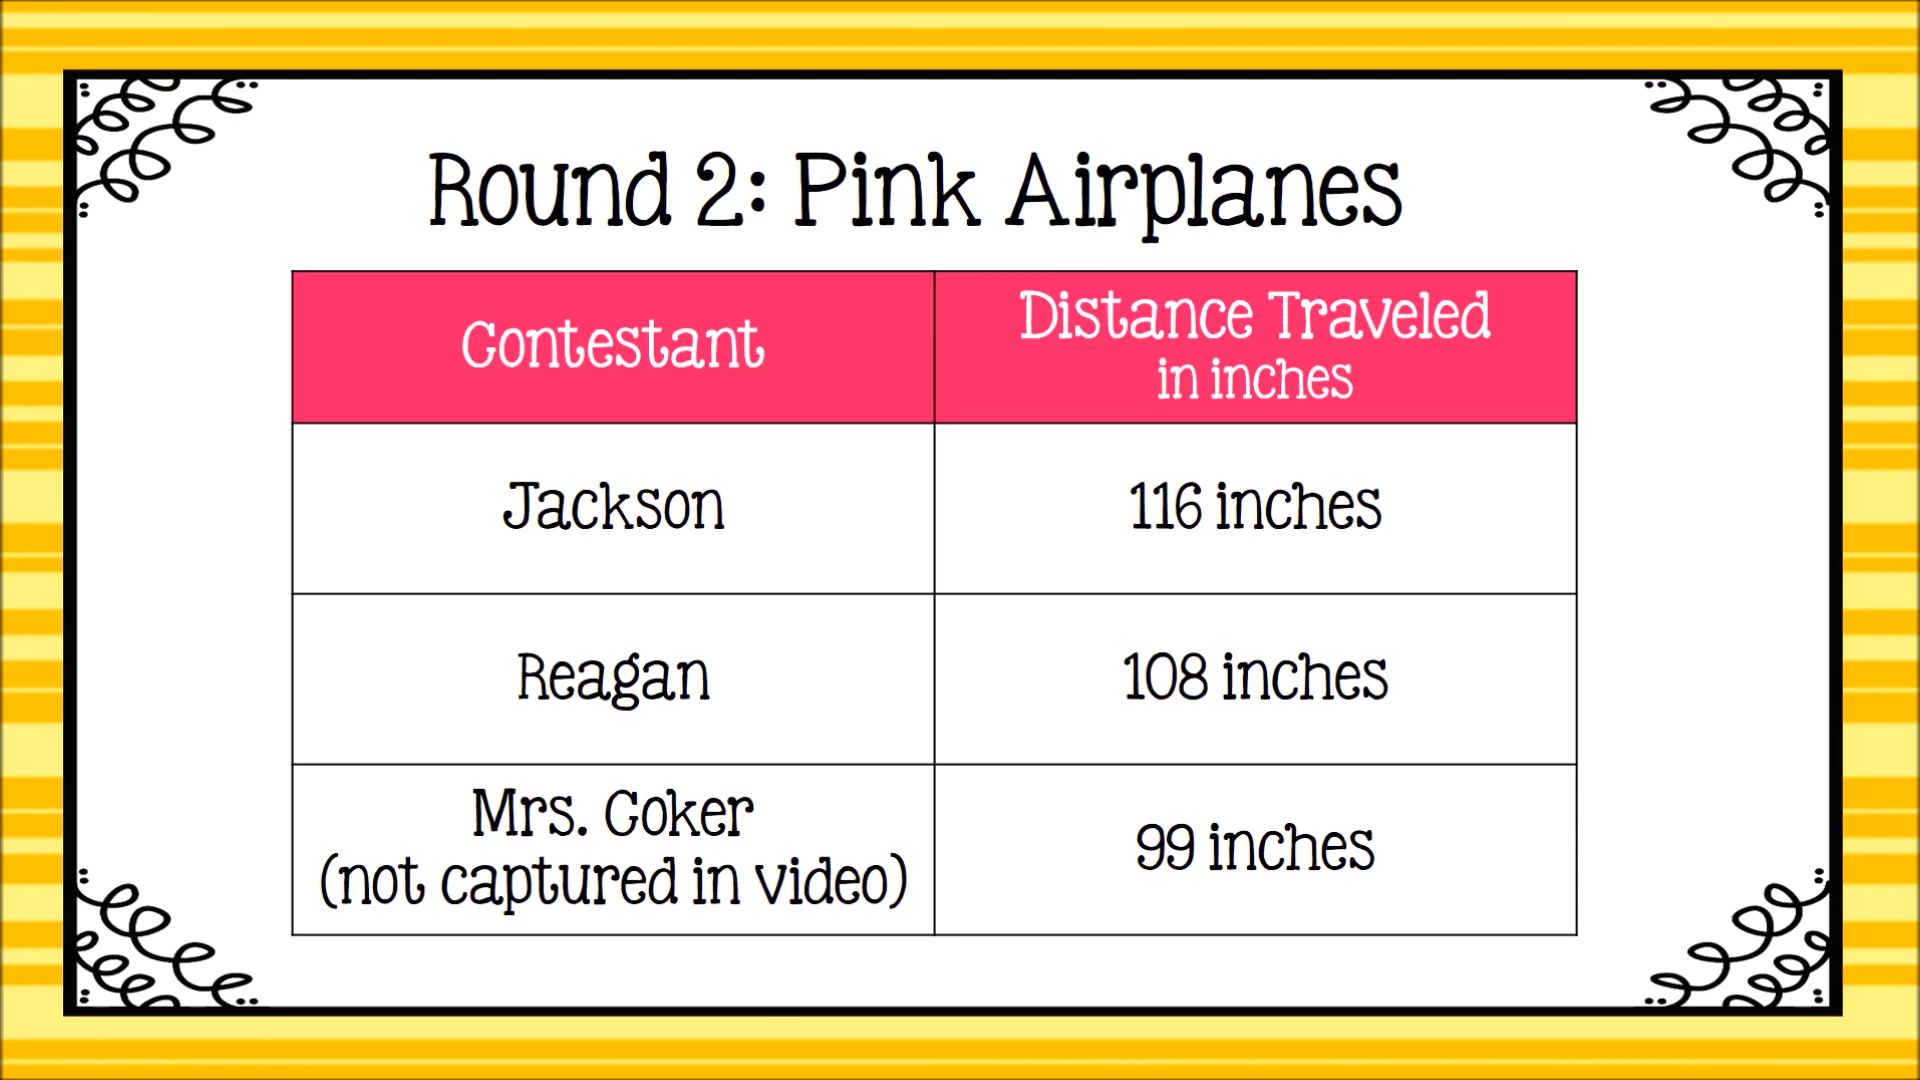 Round 2: Pink Airplanes
Contestant
Distance Traveled
in inches
Jackson
116 inches
Reagan
108 inches
Mrs. Coker
(not captured in video)
99 inches